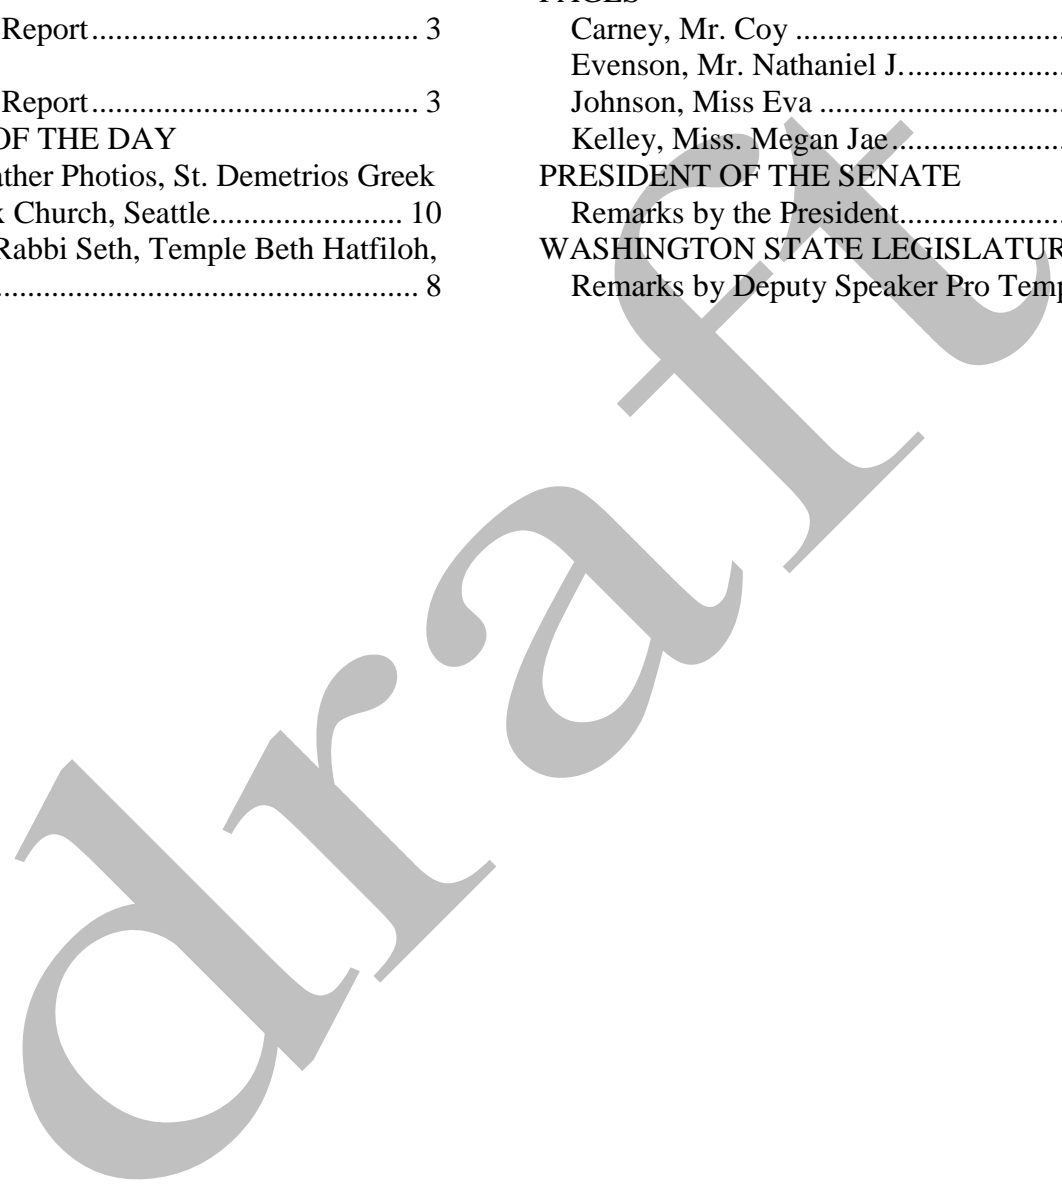 Report ........................................ 3
Report ........................................ 3
OF THE DAY
ther Photios, St. Demetrios Greek
Church, Seattle....................... 10
Rabbi Seth, Temple Beth Hatfiloh,
................................................... 8
PAGES
Carney, Mr. Coy ................................
Evenson, Mr. Nathaniel J...................
Johnson, Miss Eva .............................
Kelley, Miss. Megan Jae.....................
PRESIDENT OF THE SENATE
Remarks by the President....................
WASHINGTON STATE LEGISLATUR
Remarks by Deputy Speaker Pro Temp
draft